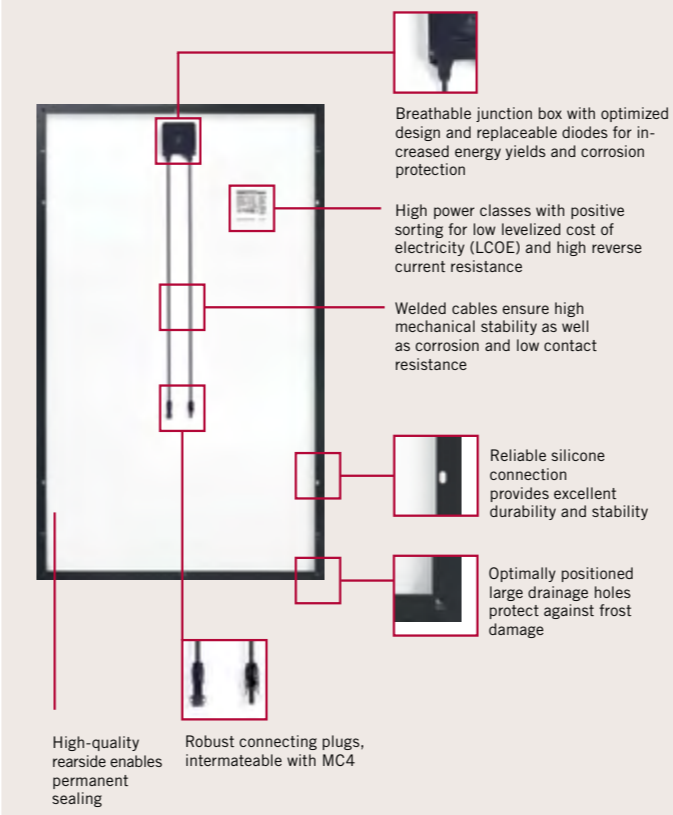 Breathable junction box with optimized
design and replaceable diodes for in-
creased energy yields and corrosion
protection
High power classes with positive
sorting for low levelized cost of
electricity (LCOE) and high reverse
current resistance
Welded cables ensure high
mechanical stability as well
as corrosion and low contact
resistance
Reliable silicone
connection
provides excellent
durability and stability
Optimally positioned
large drainage holes
protect against frost
damage
High-quality
rearside enables
permanent
sealing
Robust connecting plugs,
intermateable with MC4